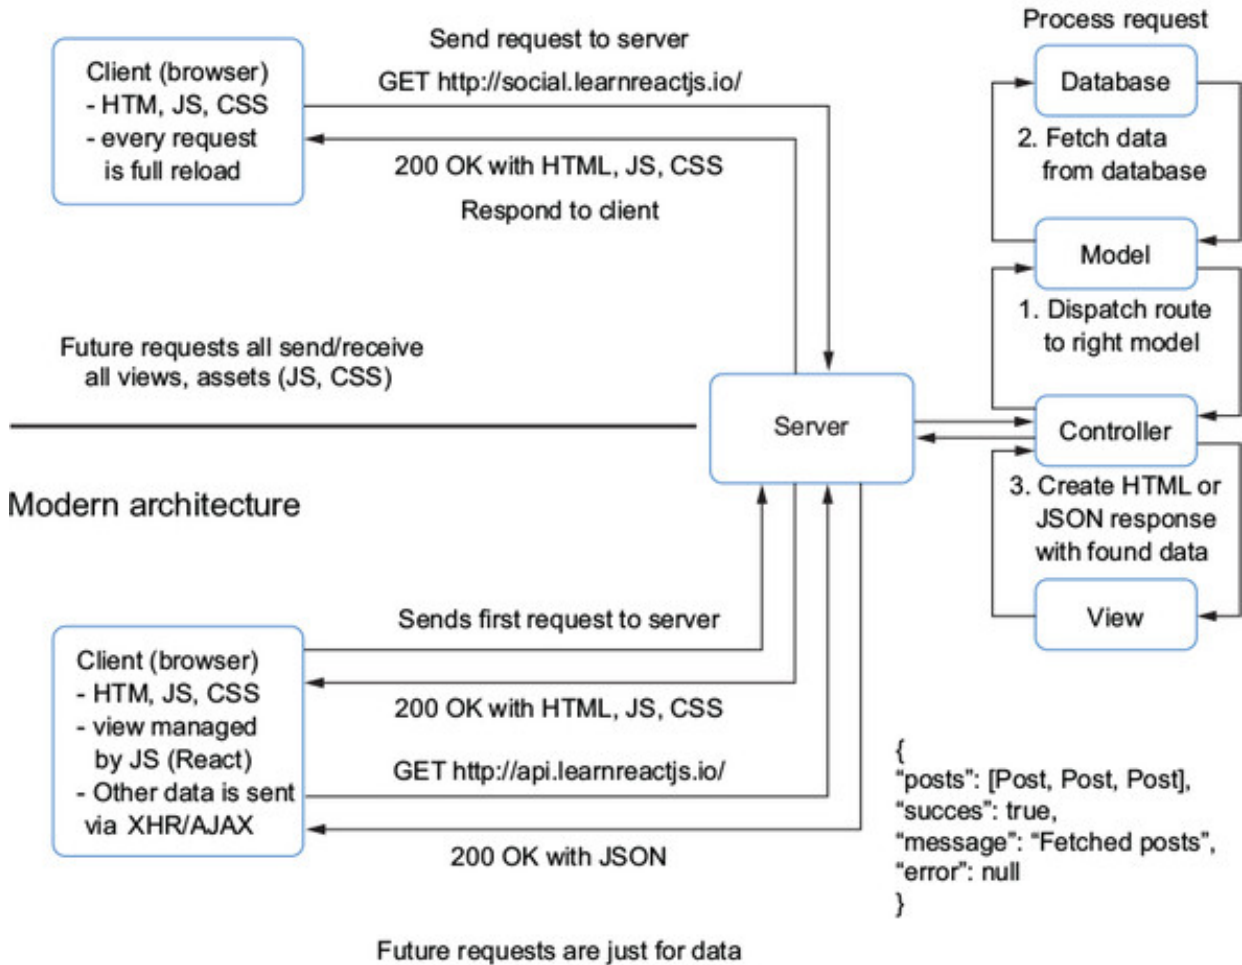 Client (browser)
- HTM, JS, CSS
- every request
is full reload
Send request to server
GET http://social.learnreactjs.io/
200 OK with HTML, JS, CSS
Respond to client
Future requests all send/receive
all views, assets (JS, CSS)
Server
Process request
Database
2. Fetch data
from database
Model
1. Dispatch route
to right model
Controller
3. Create HTML or
JSON response
with found data
View
Modern architecture
Client (browser)
- HTM, JS, CSS
- view managed
by JS (React)
- Other data is sent
via XHR/AJAX
Sends first request to server
200 OK with HTML, JS, CSS
GET http://api.learnreactjs.io/
200 OK with JSON
{
“posts”: [Post, Post, Post],
“succes”: true,
“message”: “Fetched posts”,
“error”: null
}
Future requests are just for data